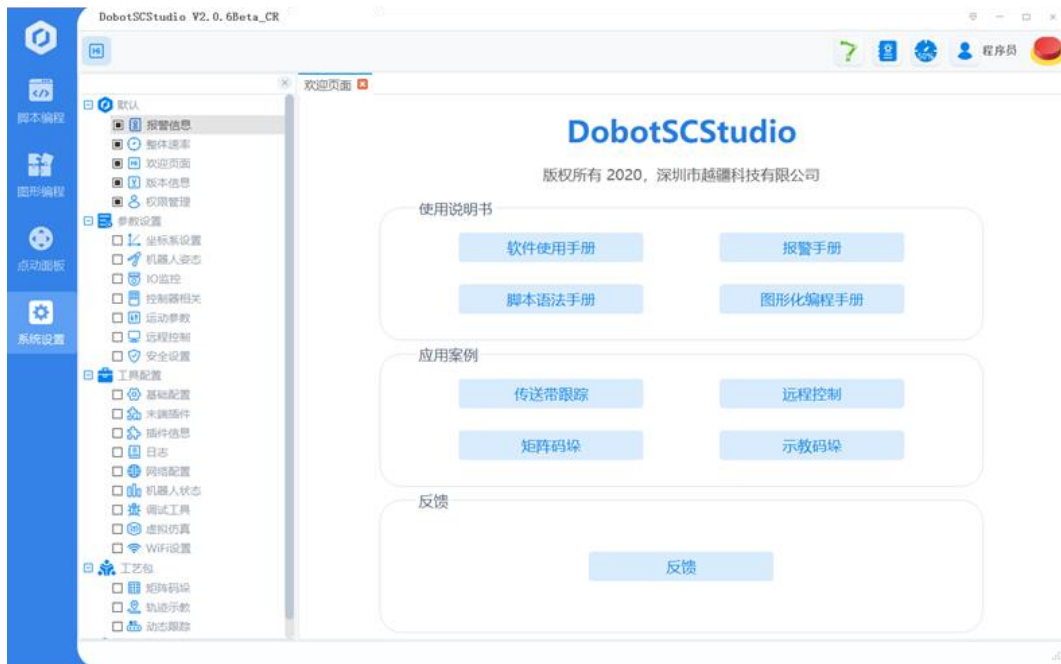 DobotSCStudio V2.0.6Beta_CR
Hi
50%
程序员
脚本编程
图形编程
点动面板
系统设置
默认
报警信息
整体速率
欢迎页面
版本信息
权限管理
参数设置
坐标系设置
机器人姿态
IO监控
控制器相关
运动参数
远程控制
安全设置
工具配置
基础配置
末端插件
插件信息
日志
网络配置
机器人状态
调试工具
虚拟仿真
WiFi设置
工艺包
矩阵码垛
轨迹示教
动态跟踪
欢迎页面
DobotSCStudio
版权所有 2020，深圳市越疆科技有限公司
使用说明书
软件使用手册 报警手册
脚本语法手册 图形化编程手册
应用案例
传送带跟踪 远程控制
矩阵码垛 示教码垛
反馈
反馈